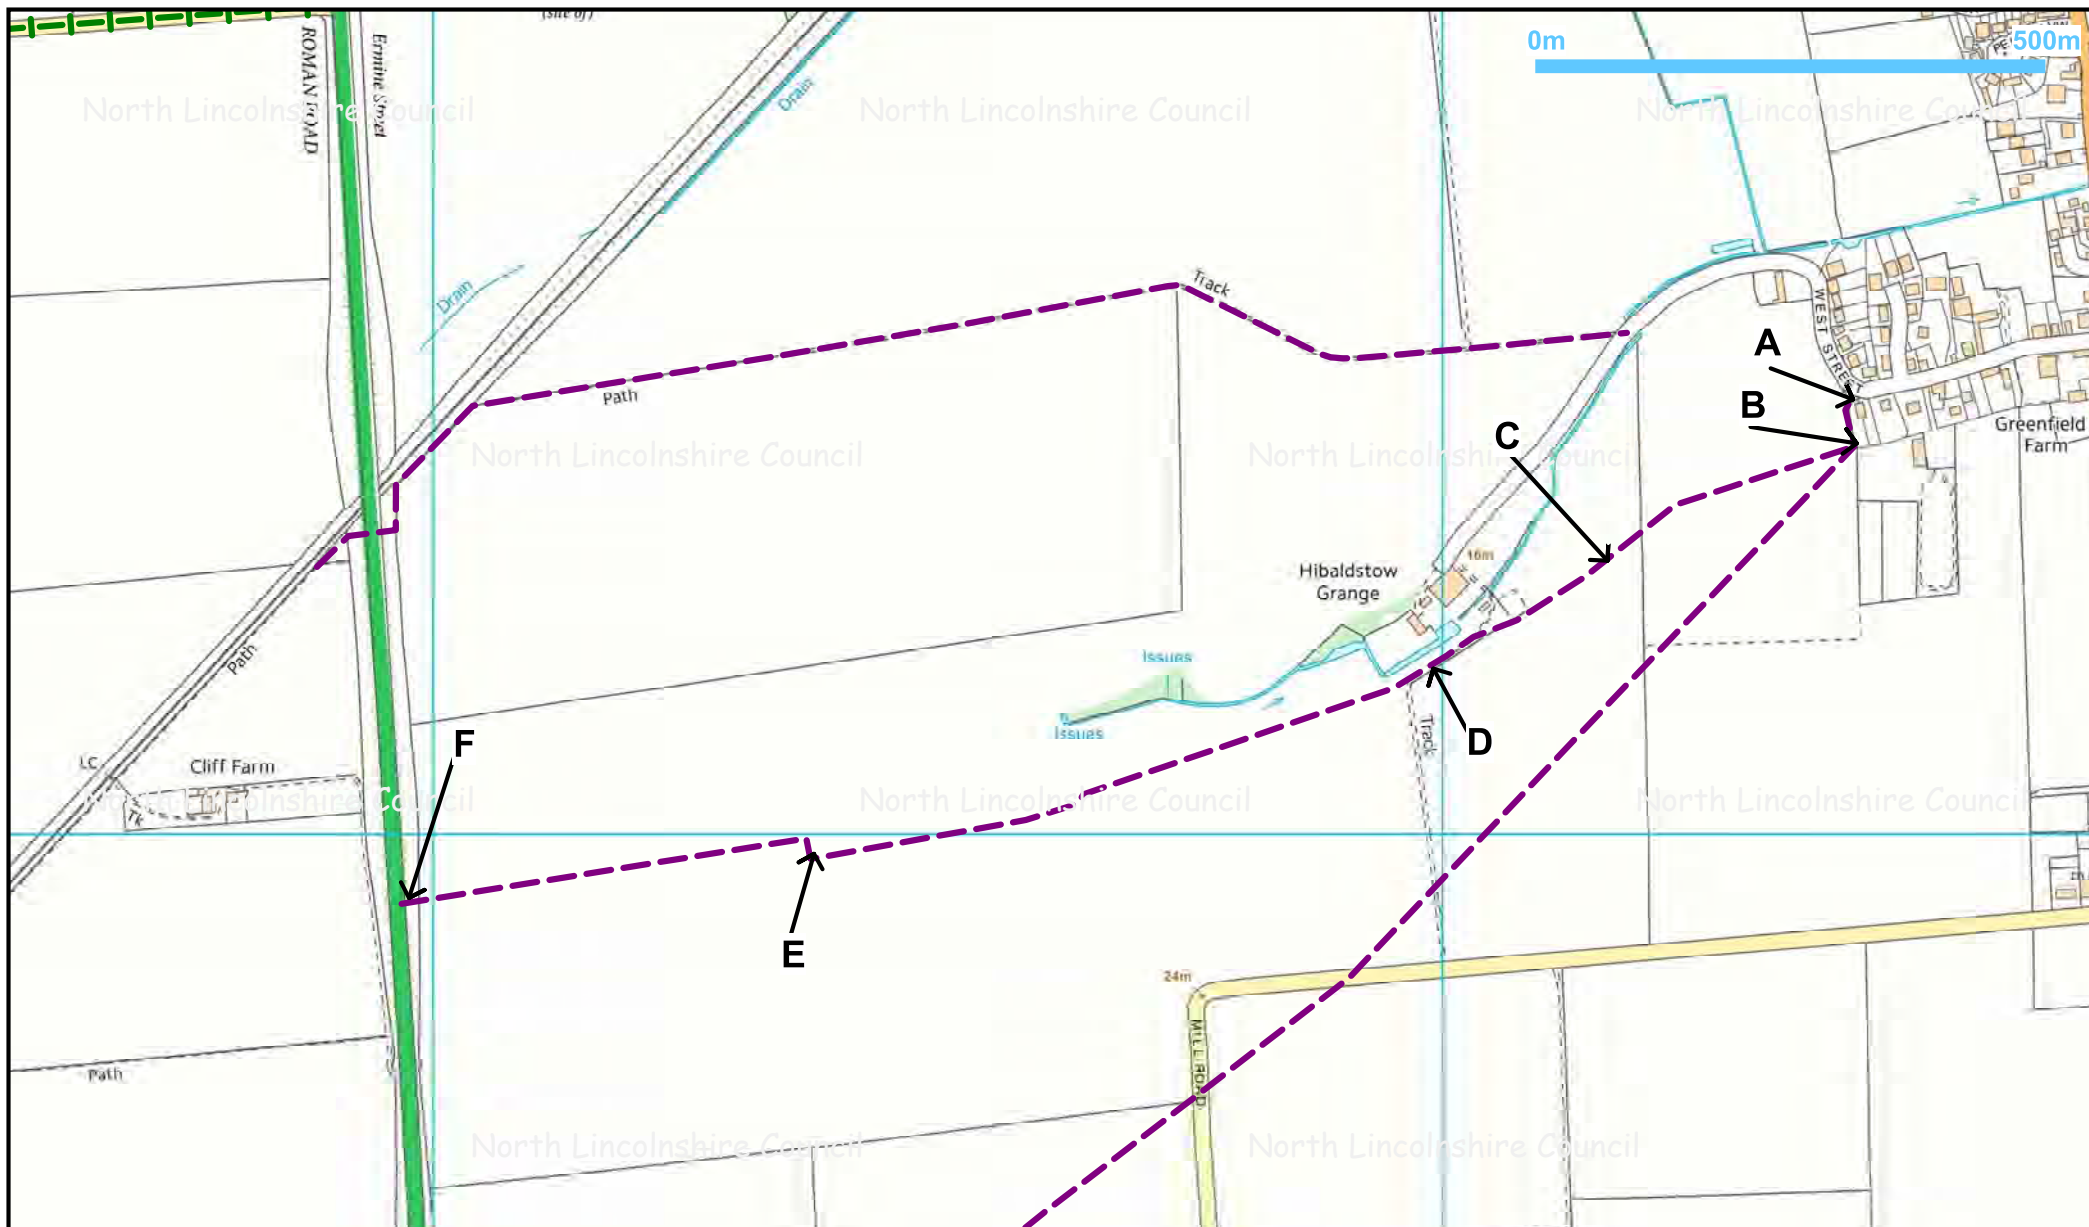 (site of)
0m
500m
ROMAN ROAD
Ermine Street
North Lincolnshire Council
North Lincolnshire Council
North Lincolnshire Council
Drain
Drain
Track
WEST STREET
A
B
Path
Greenfield
Farm
C
North Lincolnshire Council
North Lincolnshire Council
16m
Hibaldstow
Grange
Path
Issues
Issues
Track
D
F
LC
Cliff Farm
Tk
North Lincolnshire Council
North Lincolnshire Council
North Lincolnshire Council
E
24m
MILL ROAD
Path
North Lincolnshire Council
North Lincolnshire Council